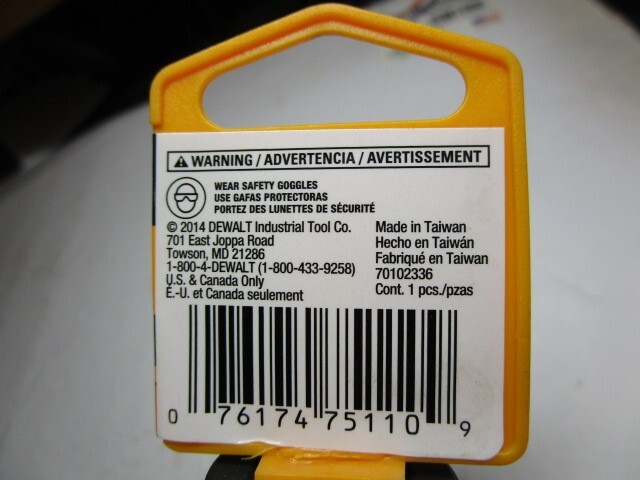 WARNING / ADVERTENCIA / AVERTISSEMENT
WEAR SAFETY GOGGLES
USE GAFAS PROTECTORAS
PORTEZ DES LUNETTES DE SÉCURITÉ
© 2014 DEWALT Industrial Tool Co.
701 East Joppa Road
Towson, MD 21286
1-800-4-DEWALT (1-800-433-9258)
U.S. & Canada Only
É.-U. et Canada seulement
Made in Taiwan
Hecho en Taiwán
Fabriqué en Taiwan
70102336
Cont. 1 pcs./pzas
0 76174 75110 9